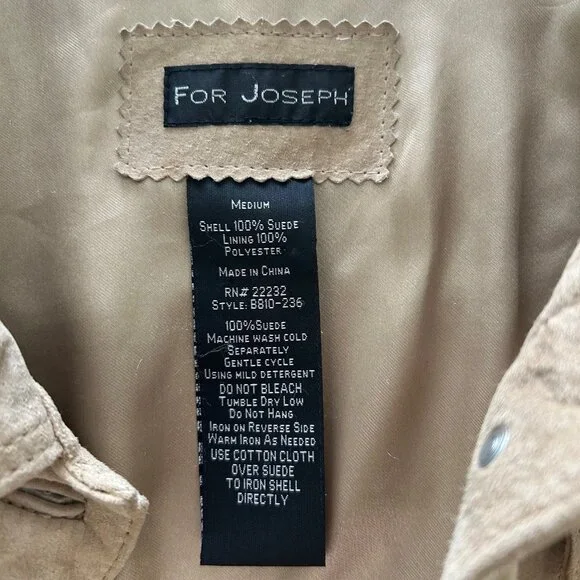 For Joseph
Medium
Shell 100% Suede
Lining 100%
Polyester
Made in China
RN# 22232
Style: B810-236
100%Suede
Machine wash cold
Separately
Gentle cycle
Using mild detergent
DO NOT BLEACH
Tumble Dry Low
Do Not Hang
Iron on Reverse Side
Warm Iron As Needed
USE COTTON CLOTH
OVER SUEDE
TO IRON SHELL
DIRECTLY